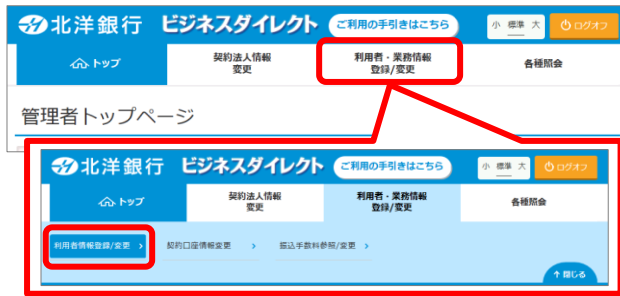 北洋銀行 ビジネスダイレクト ご利用の手引きはこちら 小 標準 大 ログオフ
トップ 契約法人情報 変更 利用者・業務情報 登録/変更 各種照会
管理者トップページ
北洋銀行 ビジネスダイレクト ご利用の手引きはこちら 小 標準 大 ログオフ
トップ 契約法人情報 変更 利用者・業務情報 登録/変更 各種照会
利用者情報登録/変更 契約口座情報変更 振込手数料参照/変更
閉じる